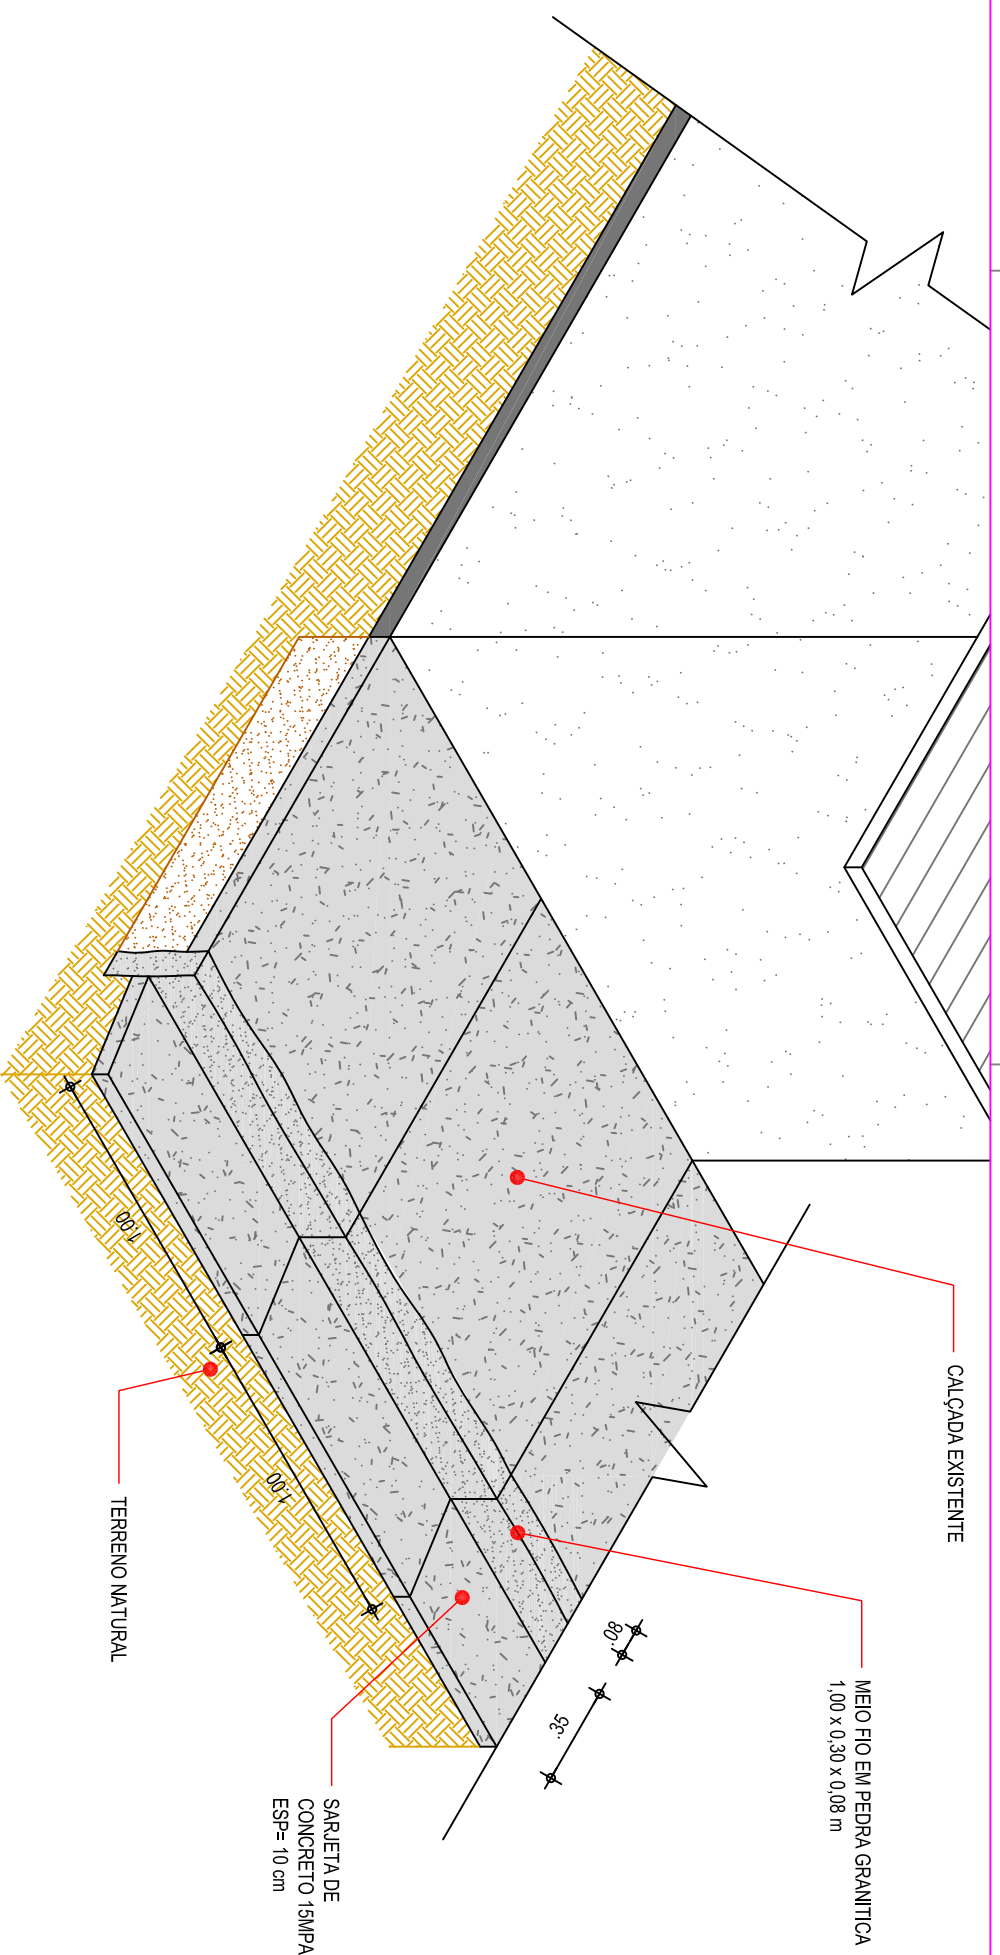 CALÇADA EXISTENTE
MEIO FIO EM PEDRA GRANITICA
1,00 x 0,30 x 0,08 m
.08
.35
1.00
1.00
TERRENO NATURAL
SARJETA DE
CONCRETO 15MPA
ESP= 10 cm